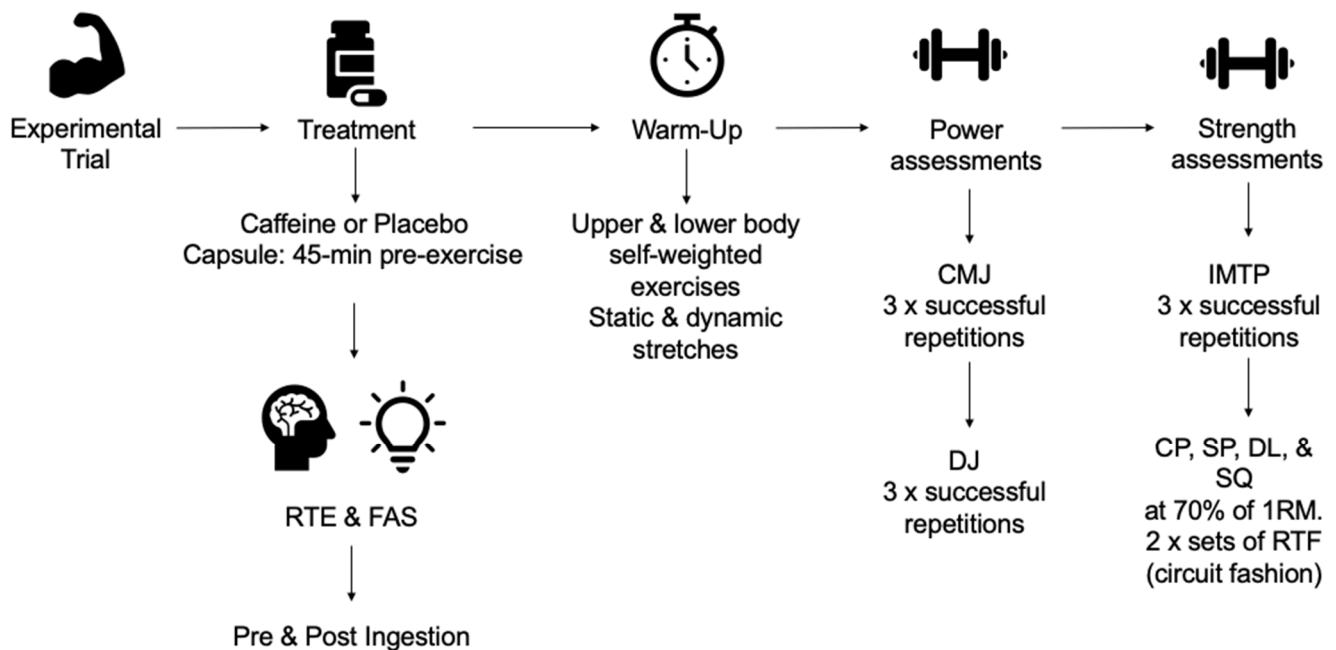 Experimental
Trial
Treatment
Warm-Up
Power
assessments
Strength
assessments
Caffeine or Placebo
Capsule: 45-min pre-exercise
RTE & FAS
Pre & Post Ingestion
Upper & lower body
self-weighted
exercises
Static & dynamic
stretches
CMJ
3 x successful
repetitions
DJ
3 x successful
repetitions
IMTP
3 x successful
repetitions
CP, SP, DL, &
SQ
at 70% of 1RM.
2 x sets of RTF
(circuit fashion)